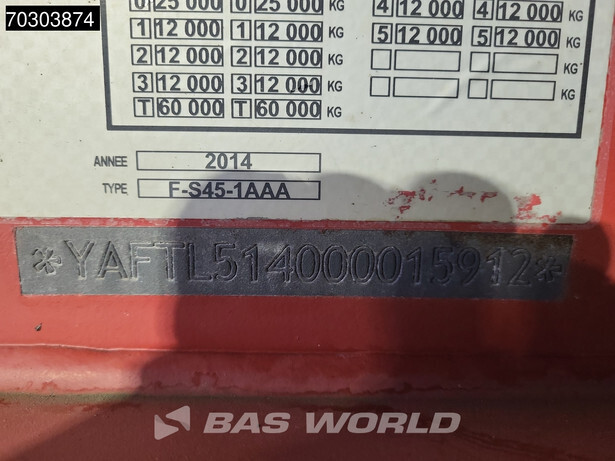 70303874
0 25 000 0 25 000 KG 4 12 000 4 12 000 KG
1 12 000 1 12 000 KG 5 12 000 5 12 000 KG
2 12 000 2 12 000 KG KG
3 12 000 3 12 000 KG KG
T 60 000 T 60 000 KG
ANNEE 2014
TYPE F-S45-1AAA
*YAFTL514000015912*
BAS WORLD